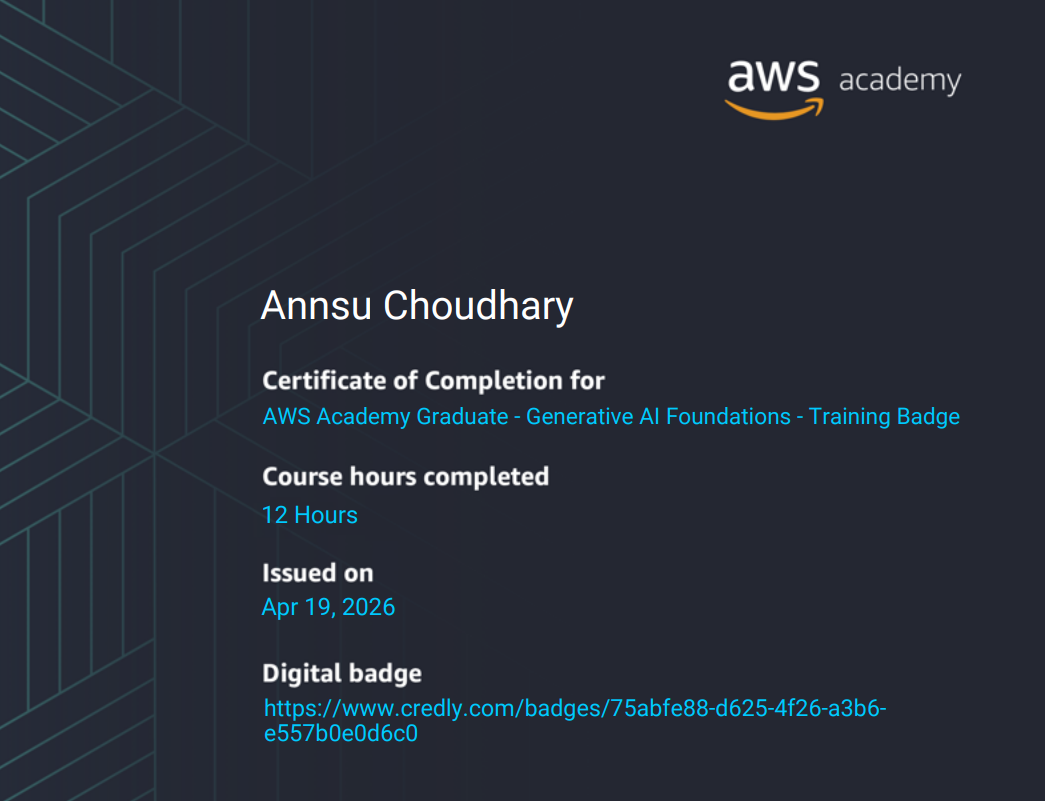 aws academy
Annsu Choudhary
Certificate of Completion for
AWS Academy Graduate - Generative AI Foundations - Training Badge
Course hours completed
12 Hours
Issued on
Apr 19, 2026
Digital badge
https://www.credly.com/badges/75abfe88-d625-4f26-a3b6-
e557b0e0d6c0